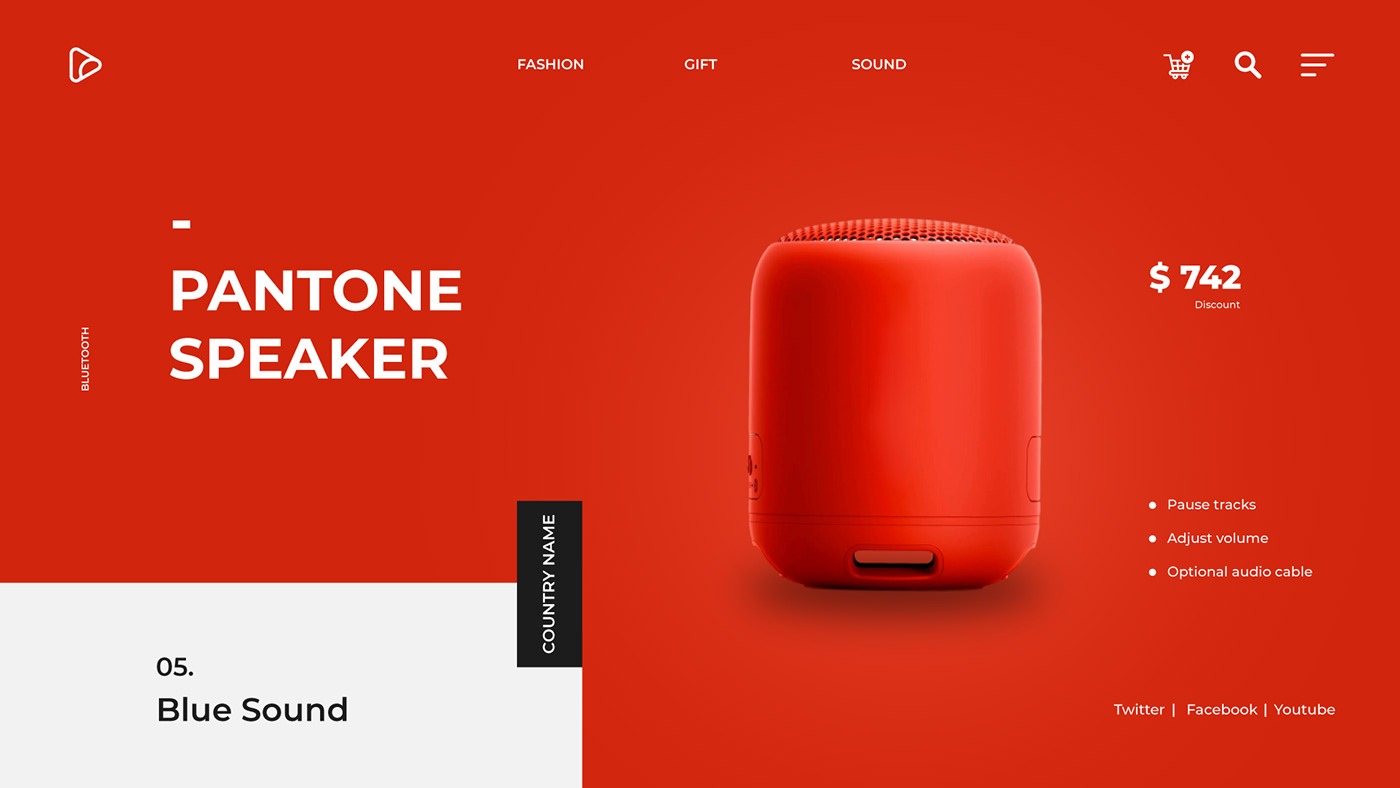 FASHION
GIFT
SOUND
PANTONE
SPEAKER
BLUETOOTH
$ 742
Discount
Pause tracks
Adjust volume
Optional audio cable
COUNTRY NAME
05.
Blue Sound
Twitter | Facebook | Youtube